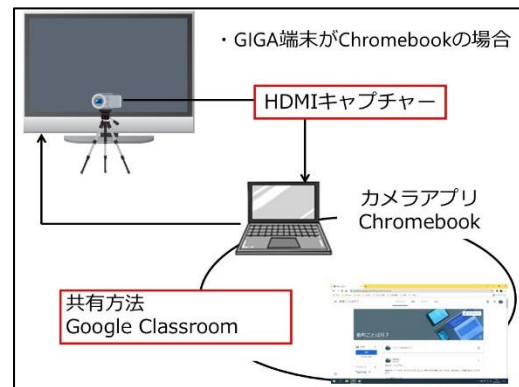 ・GIGA端末がChromebookの場合
HDMIキャプチャー
カメラアプリ
Chromebook
共有方法
Google Classroom